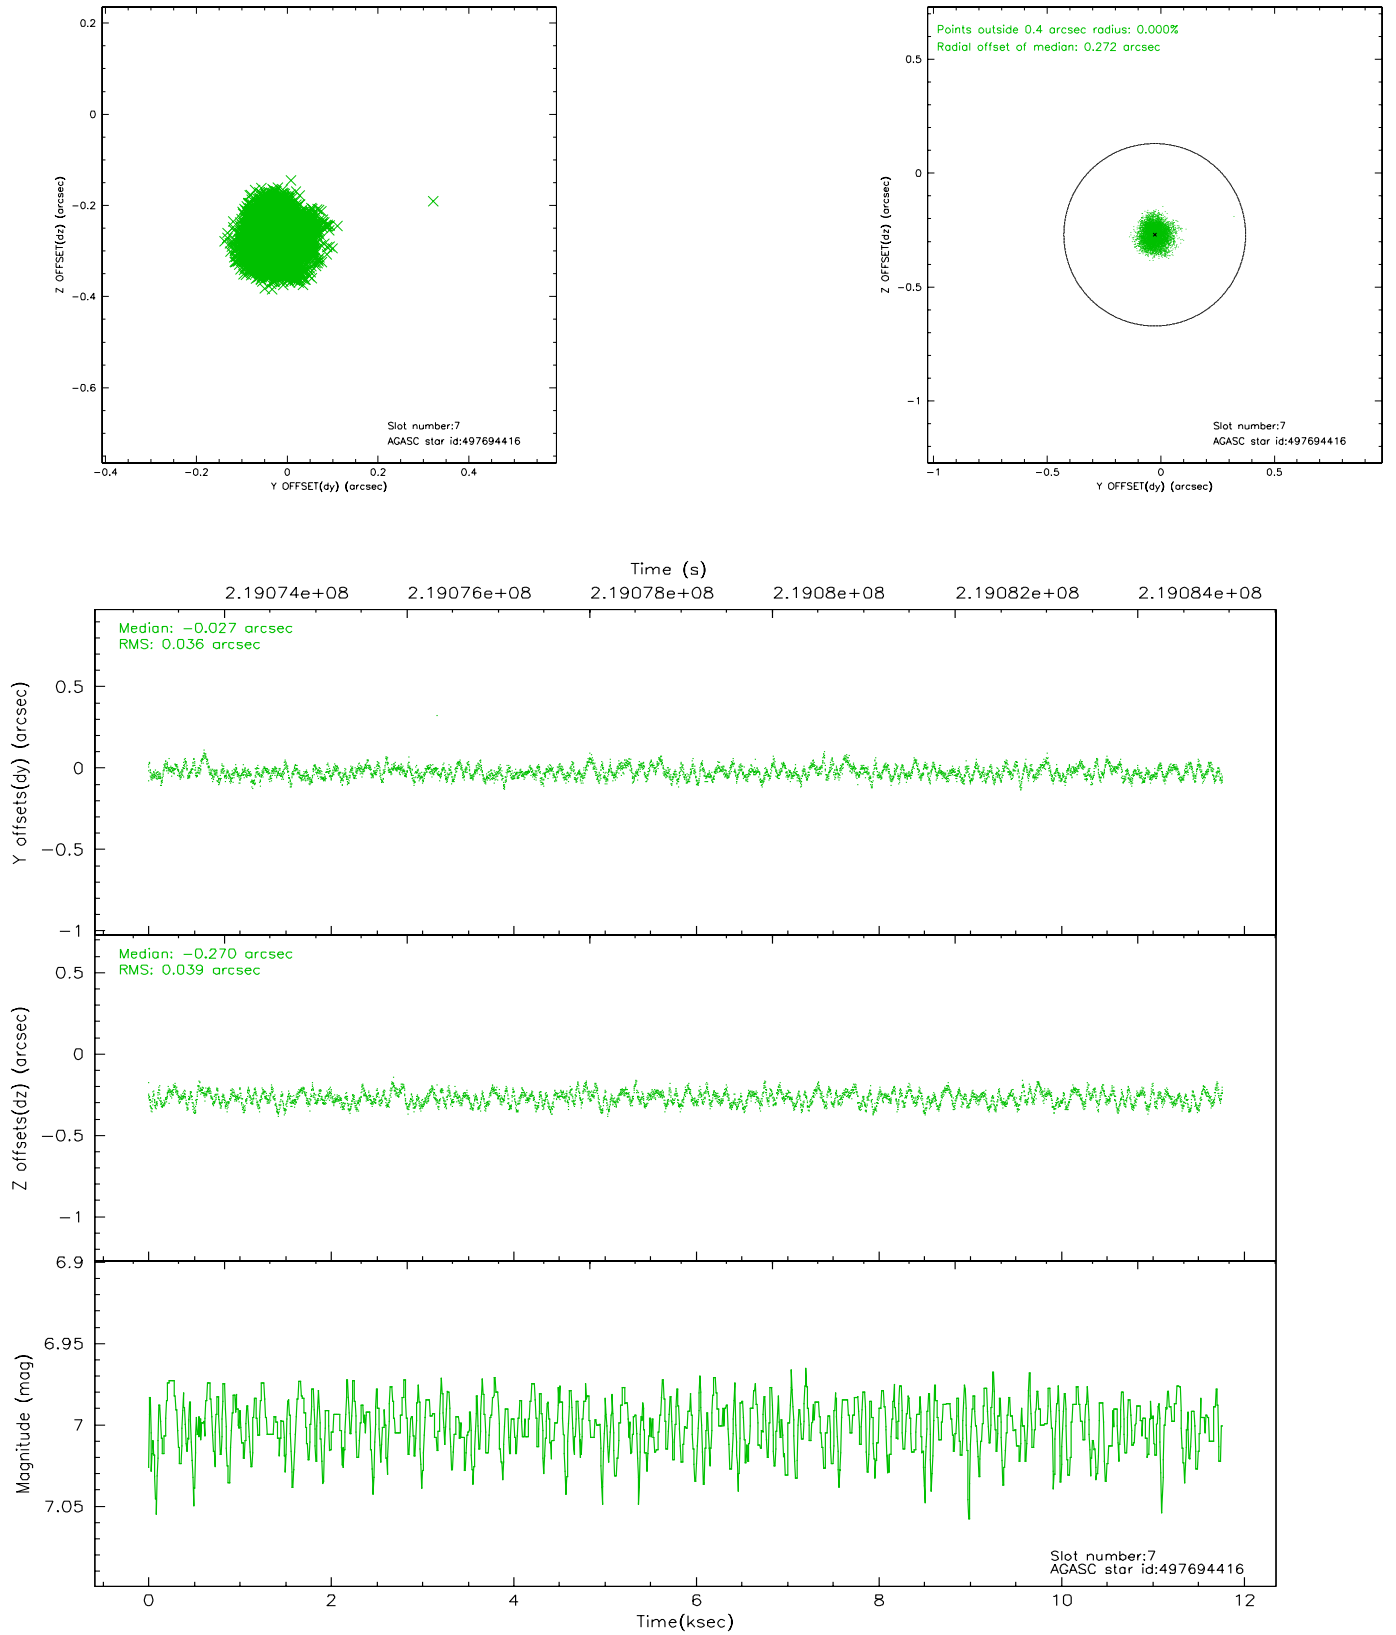 0.2
0
−0.2
−0.4
−0.6
Z OFFSET(dz) (arcsec)
Slot number:7
AGASC star id:497694416
−0.4
−0.2
0
0.2
0.4
Y OFFSET(dy) (arcsec)
Points outside 0.4 arcsec radius: 0.000%
Radial offset of median: 0.272 arcsec
0.5
0
−0.5
−1
Z OFFSET(dz) (arcsec)
Slot number:7
AGASC star id:497694416
−1
−0.5
0
0.5
Y OFFSET(dy) (arcsec)
Time (s)
2.19074e+08
2.19076e+08
2.19078e+08
2.1908e+08
2.19082e+08
2.19084e+08
Median: −0.027 arcsec
RMS: 0.036 arcsec
0.5
0
−0.5
−1
Y offsets(dy) (arcsec)
Median: −0.270 arcsec
RMS: 0.039 arcsec
0.5
0
−0.5
−1
Z offsets(dz) (arcsec)
6.9
6.95
7
7.05
Magnitude (mag)
Slot number:7
AGASC star id:497694416
0
2
4
6
8
10
12
Time(ksec)